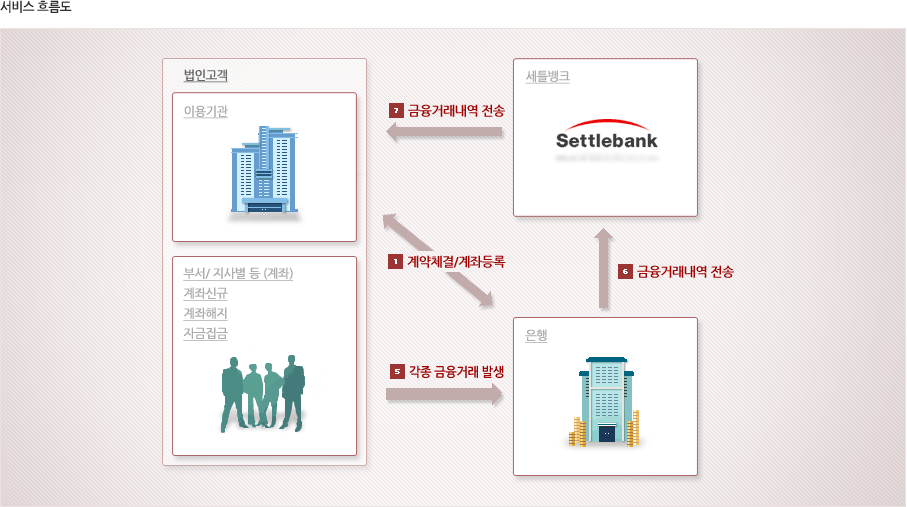 서비스 흐름도
법인고객
이용기관
부서/ 지사별 등 (계좌)
계좌신규
계좌해지
자금집금
7 금융거래내역 전송
1 계약체결/계좌등록
5 각종 금융거래 발생
세틀뱅크
Settlebank
6 금융거래내역 전송
은행